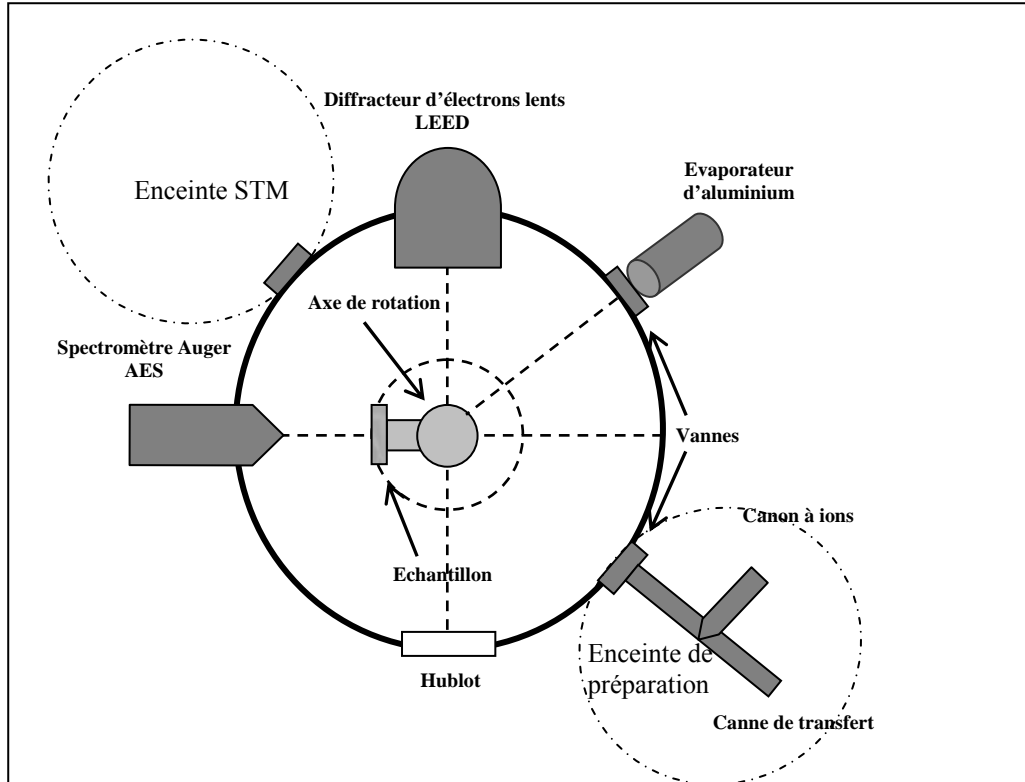 Diffracteur d'électrons lents
LEED
Enceinte STM
Evaporateur
d'aluminium
Axe de rotation
Spectromètre Auger
AES
Vannes
Canon à ions
Echantillon
Enceinte de
préparation
Hublot
Canne de transfert